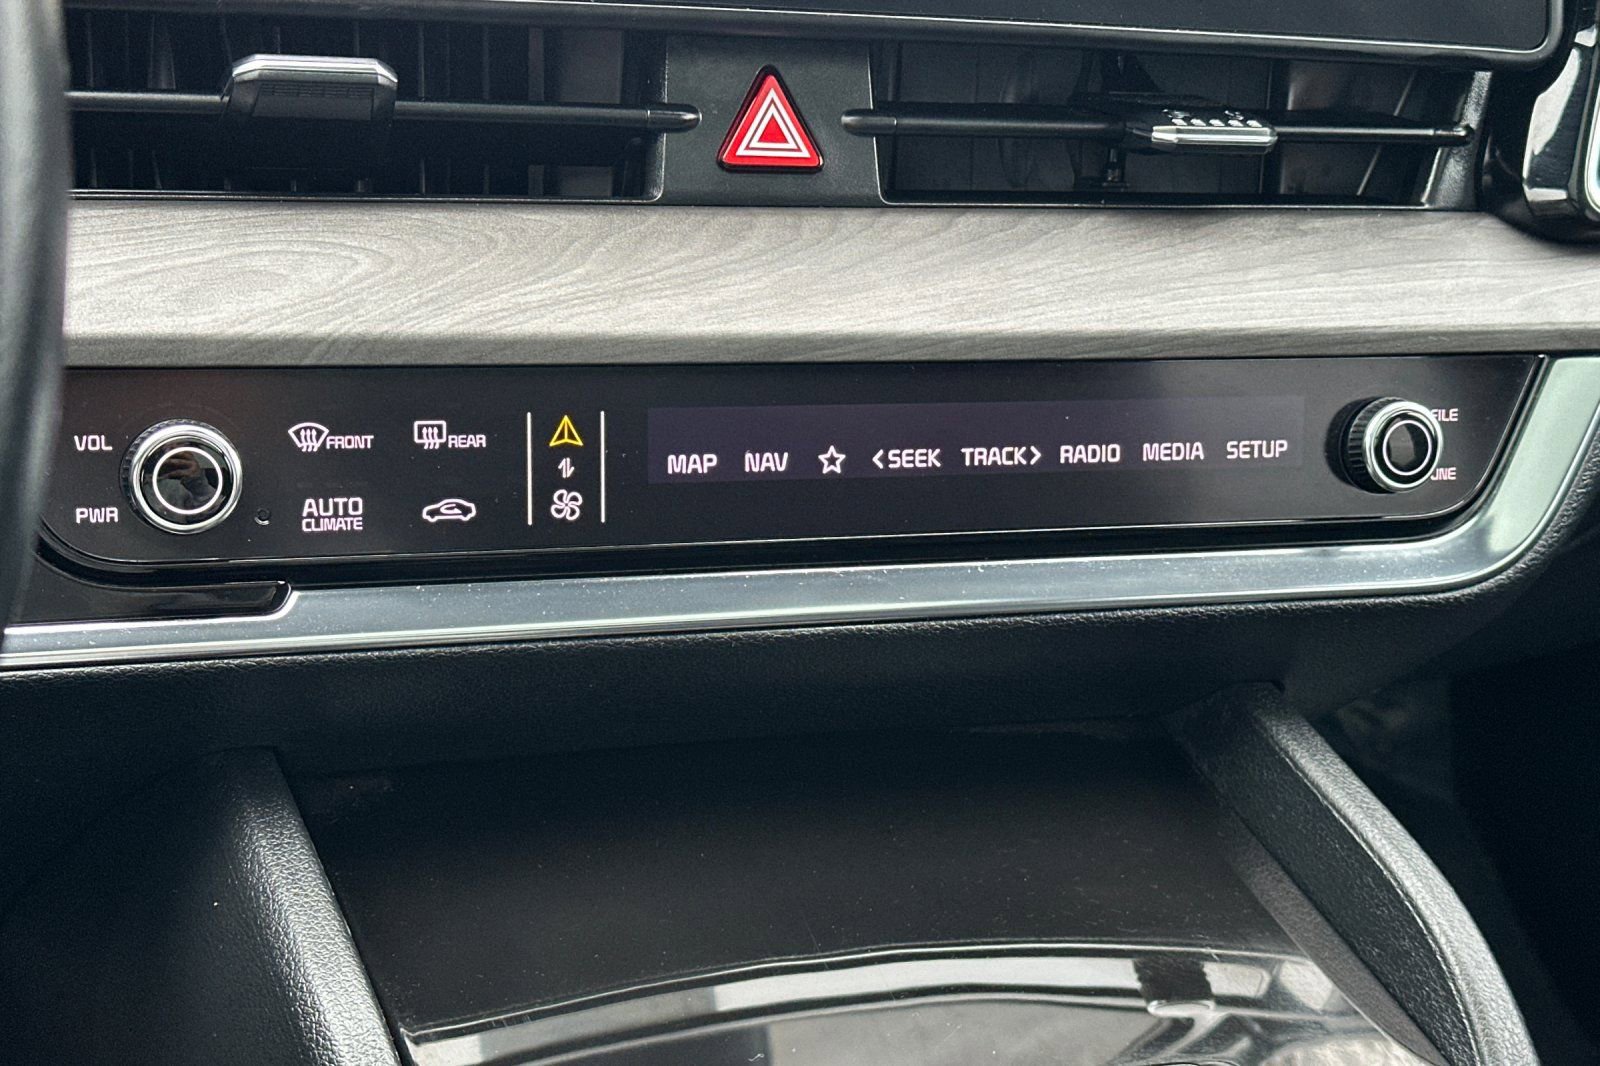 VOL
FRONT
REAR
MAP NAV <SEEK TRACK> RADIO MEDIA SETUP
PWR
AUTO
CLIMATE